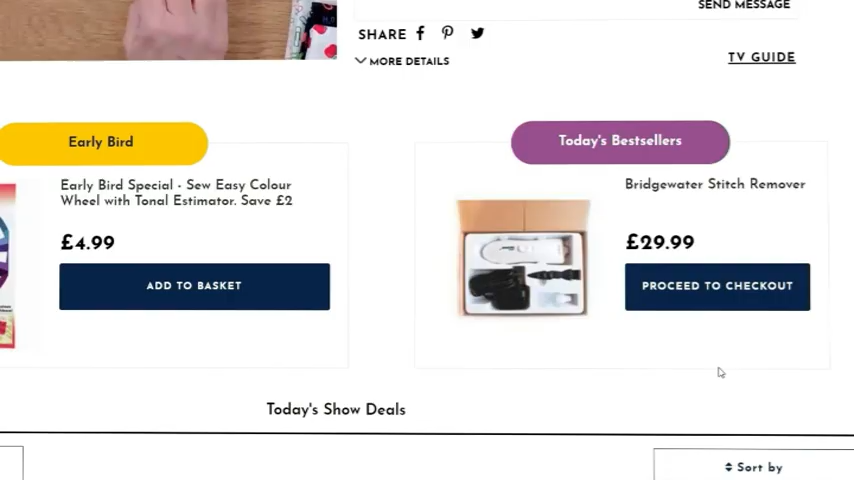 SEND MESSAGE
SHARE
MORE DETAILS
TV GUIDE
Early Bird
Early Bird Special - Sew Easy Colour
Wheel with Tonal Estimator. Save £2
£4.99
ADD TO BASKET
Today's Bestsellers
Bridgewater Stitch Remover
£29.99
PROCEED TO CHECKOUT
Today's Show Deals
Sort by